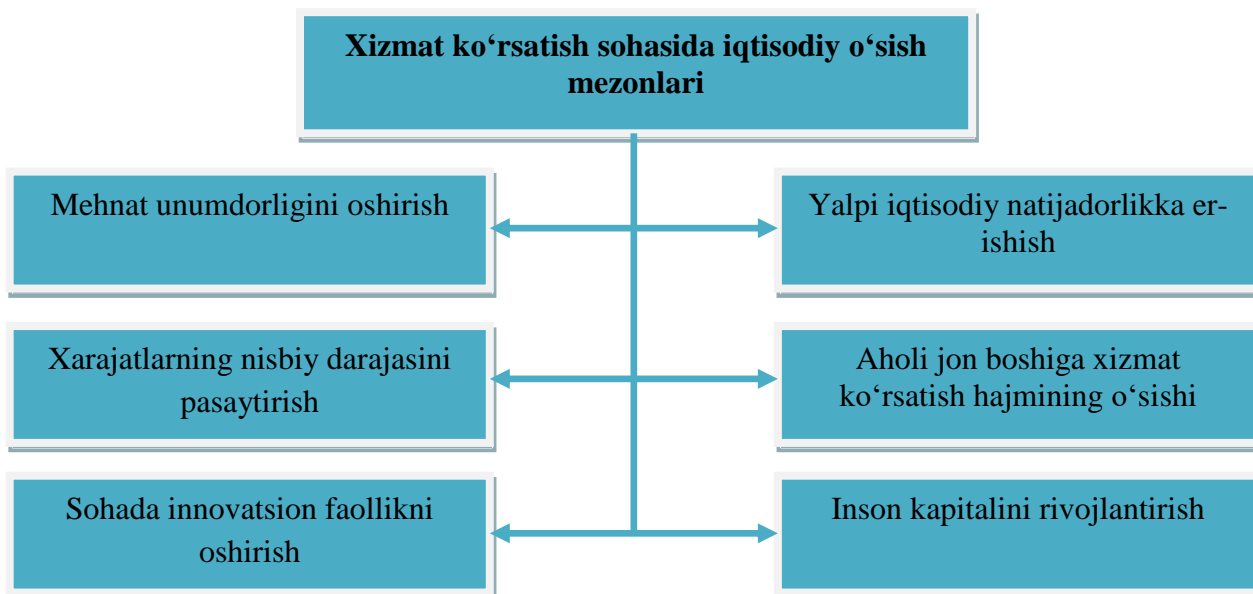 Xizmat ko‘rsatish sohasida iqtisodiy o‘sish
mezonlari
Mehnat unumdorligini oshirish
Yalpi iqtisodiy natijadorlikka er-
ishish
Xarajatlarning nisbiy darajasini
pasaytirish
Aholi jon boshiga xizmat
ko‘rsatish hajmining o‘sishi
Sohada innovatsion faollikni
oshirish
Inson kapitalini rivojlantirish